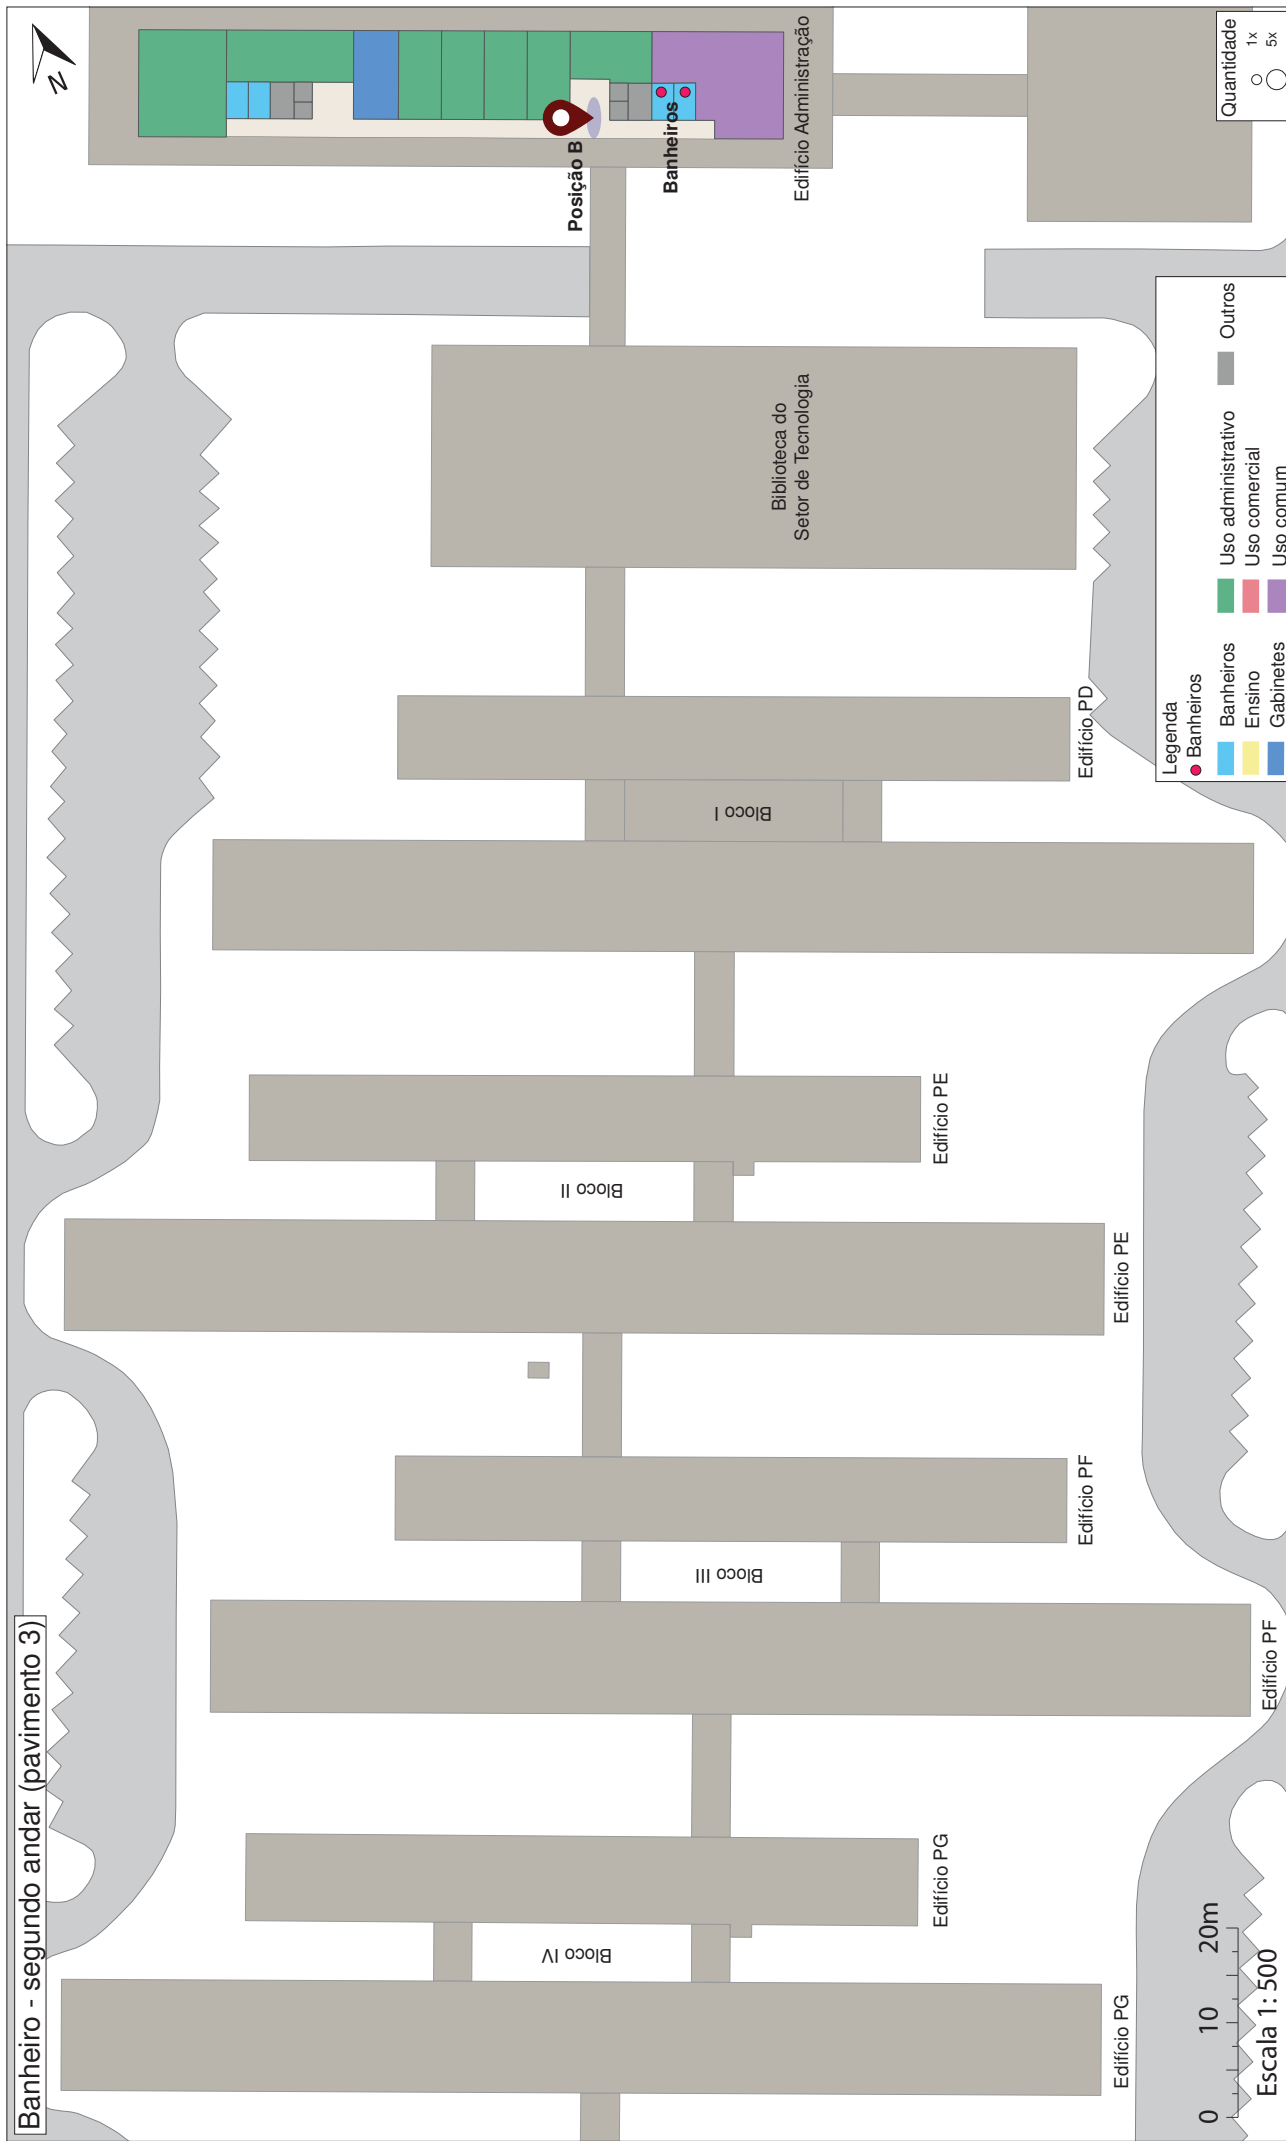 Banheiro - segundo andar (pavimento 3)
N
Posição B
Banheiros
Edifício Administração
Biblioteca do
Setor de Tecnologia
Edifício PD
Bloco I
Edifício PE
Bloco II
Edifício PE
Edifício PF
Bloco III
Edifício PF
Edifício PG
Bloco IV
Edifício PG
Legenda
Banheiros
Banheiros
Ensino
Gabinetes
Uso administrativo
Uso comercial
Uso comum
Outros
Quantidade
1x
5x
0 10 20m
Escala 1: 500